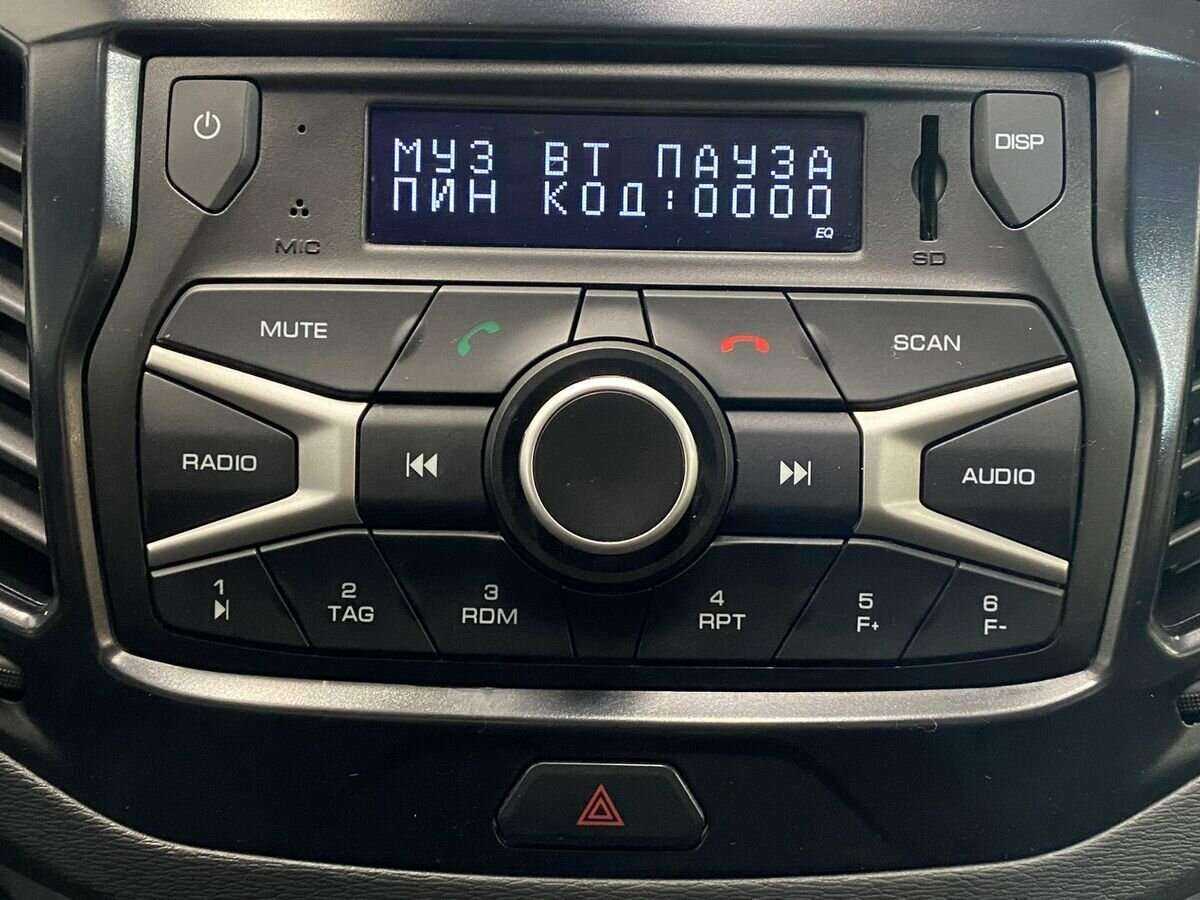 DISP
МУЗ ВТ ПАУЗА
ПИН КОД:0000
EQ
MIC
SD
MUTE
SCAN
RADIO
AUDIO
1
2
TAG
3
RDM
4
RPT
5
F+
6
F-